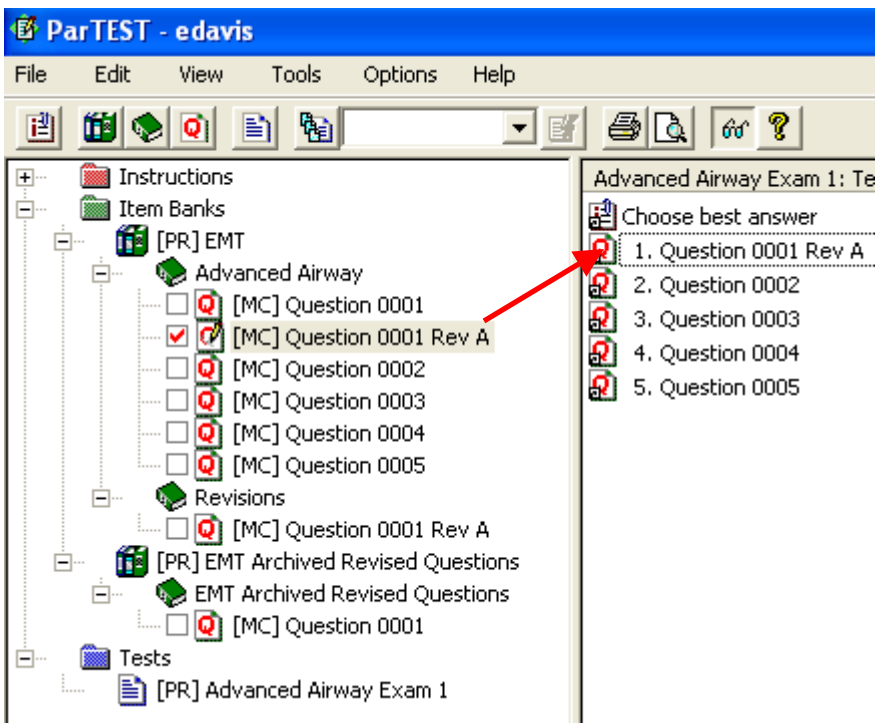 ParTEST - edavis
File Edit View Tools Options Help
Instructions
Item Banks
[PR] EMT
Advanced Airway
[MC] Question 0001
[MC] Question 0001 Rev A
[MC] Question 0002
[MC] Question 0003
[MC] Question 0004
[MC] Question 0005
Revisions
[MC] Question 0001 Rev A
[PR] EMT Archived Revised Questions
EMT Archived Revised Questions
[MC] Question 0001
Tests
[PR] Advanced Airway Exam 1
Advanced Airway Exam 1: Te
Choose best answer
1. Question 0001 Rev A
2. Question 0002
3. Question 0003
4. Question 0004
5. Question 0005